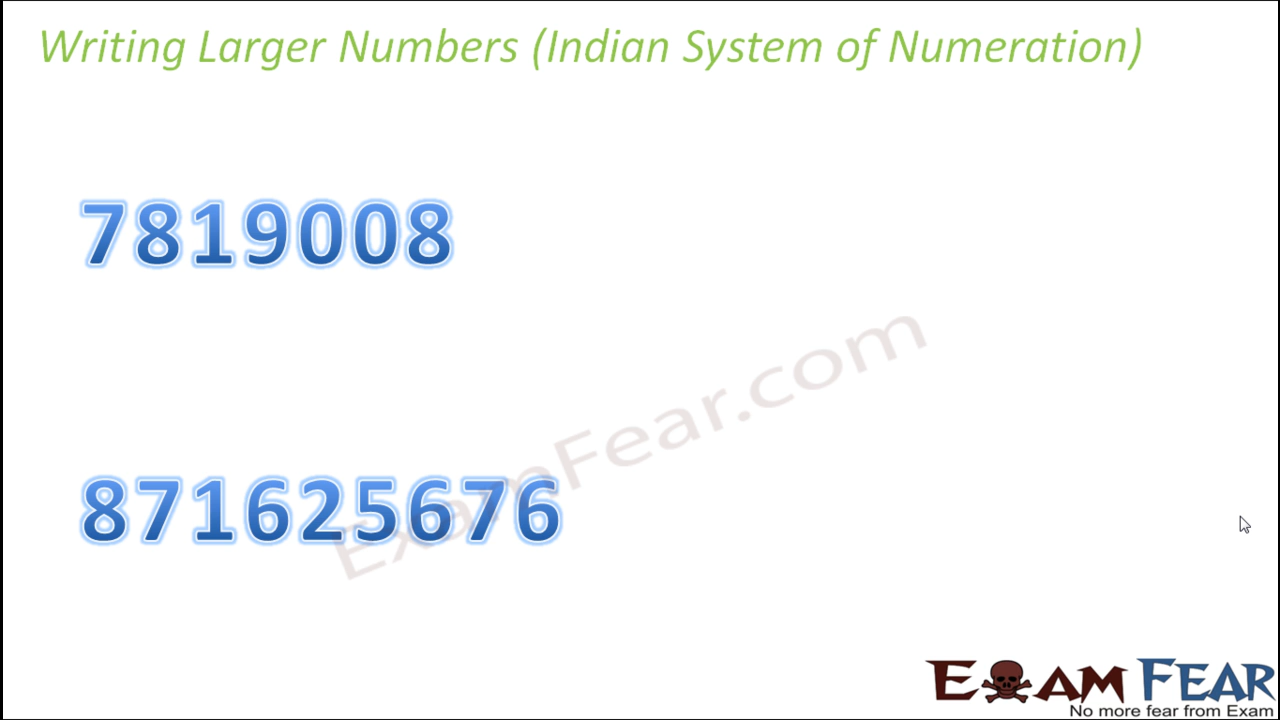 Writing Larger Numbers (Indian System of Numeration)
7819008
ExamFear.com
871625676
EXAM FEAR
No more fear from Exam